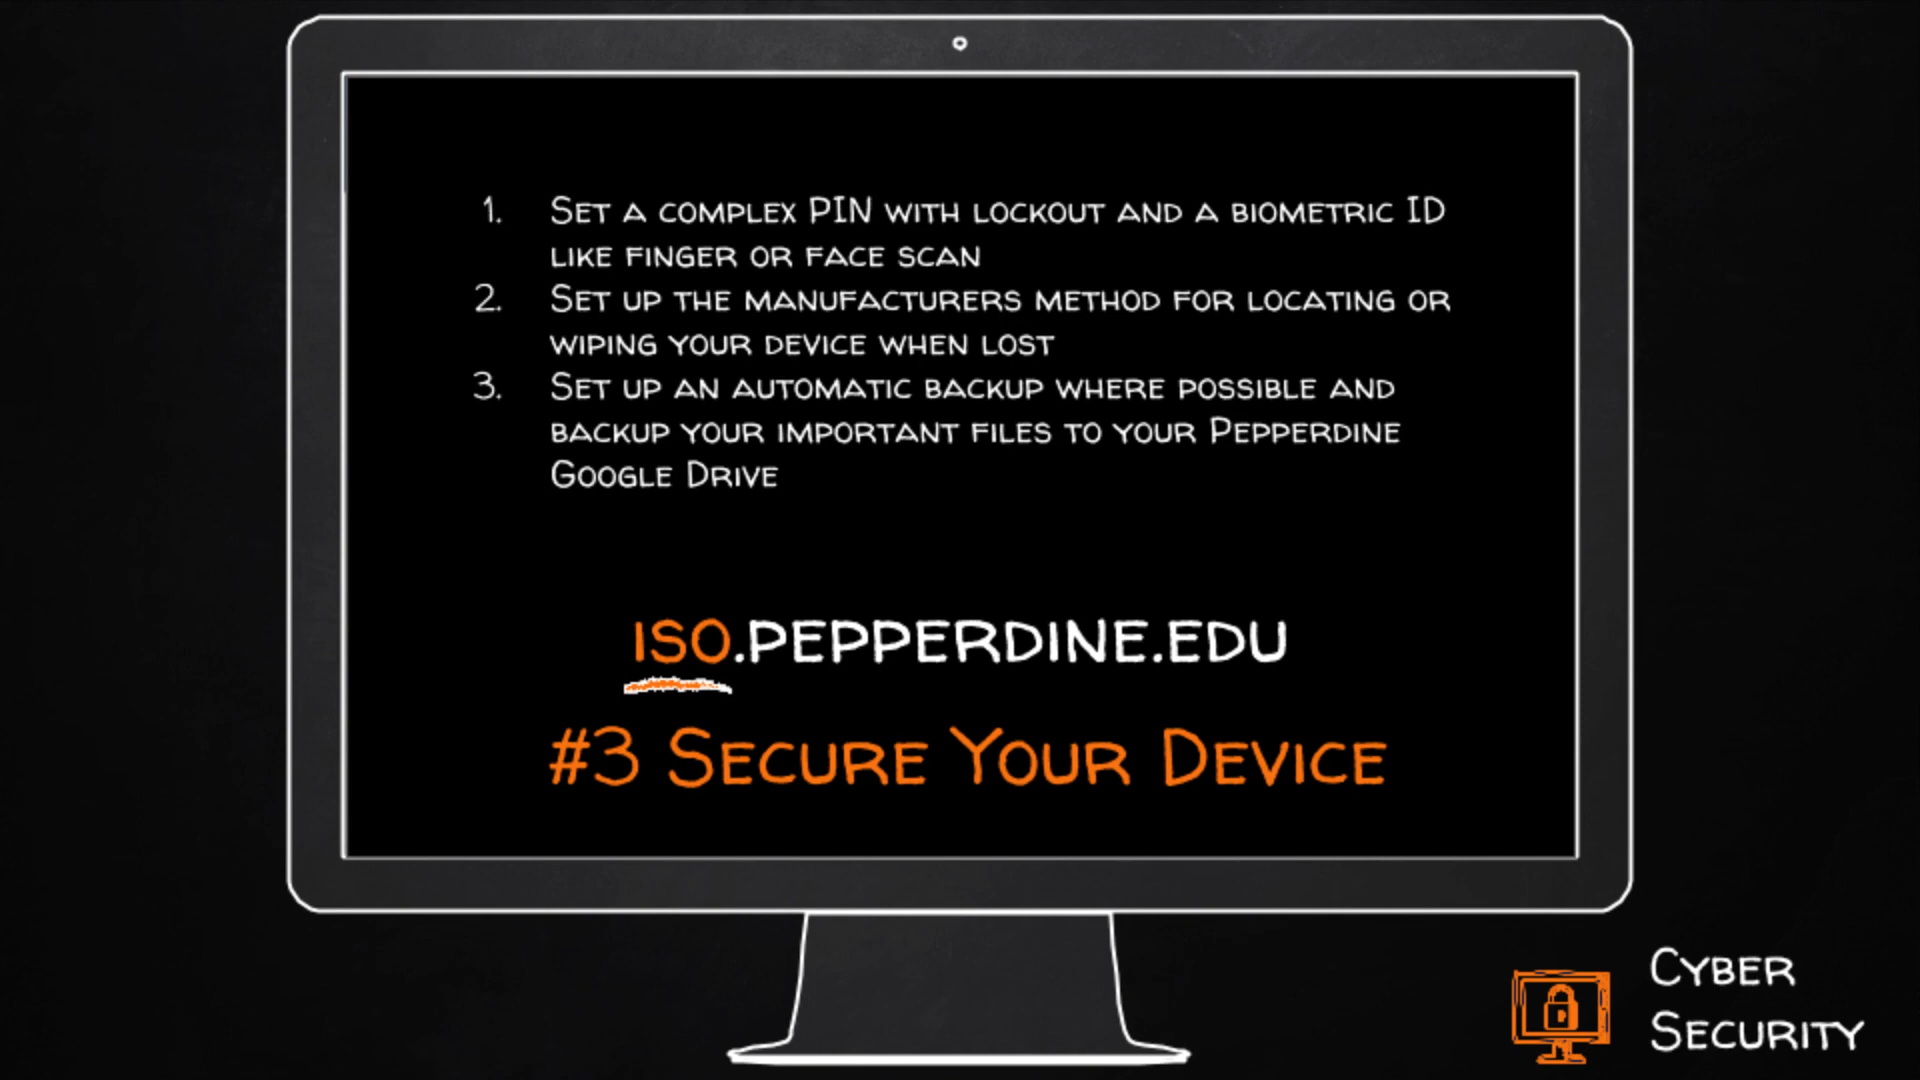 1. Set a complex PIN with lockout and a biometric ID
like finger or face scan
2. Set up the manufacturers method for locating or
wiping your device when lost
3. Set up an automatic backup where possible and
backup your important files to your Pepperdine
Google Drive
ISO.PEPPERDINE.EDU
#3 Secure Your Device
Cyber
Security